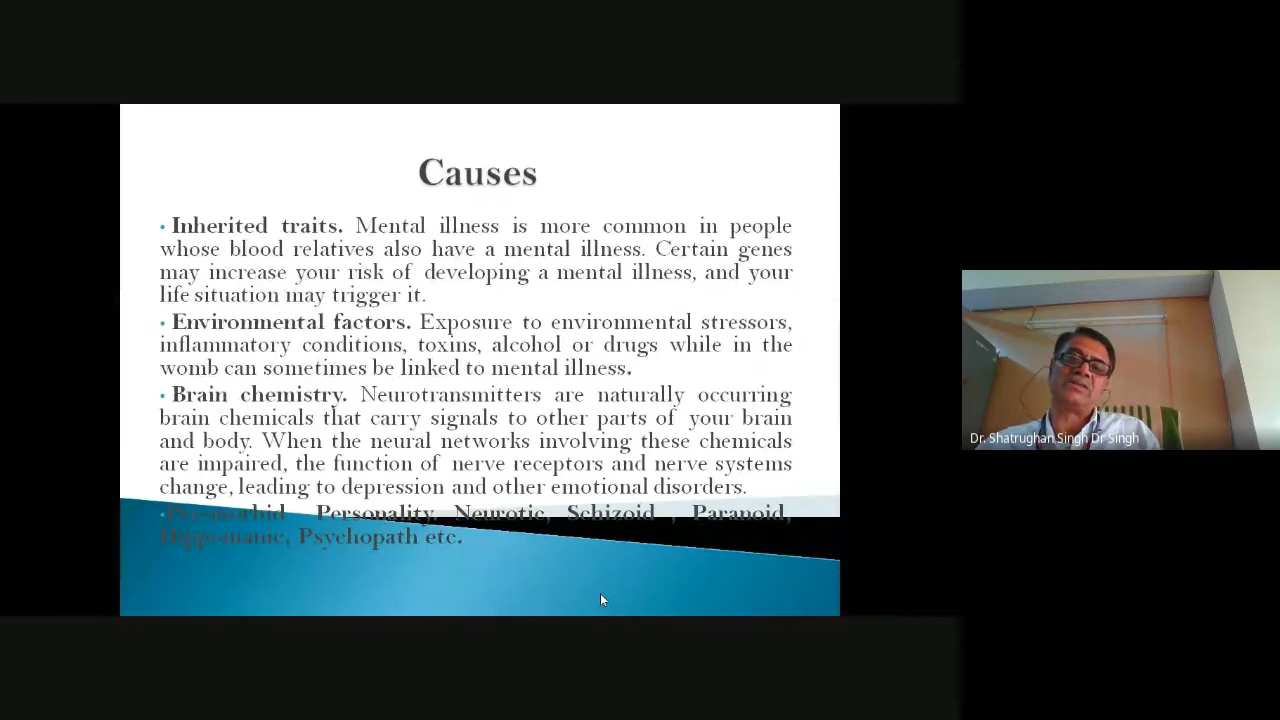 Causes
• Inherited traits. Mental illness is more common in people
whose blood relatives also have a mental illness. Certain genes
may increase your risk of developing a mental illness, and your
life situation may trigger it.
• Environmental factors. Exposure to environmental stressors,
inflammatory conditions, toxins, alcohol or drugs while in the
womb can sometimes be linked to mental illness.
• Brain chemistry. Neurotransmitters are naturally occurring
brain chemicals that carry signals to other parts of your brain
and body. When the neural networks involving these chemicals
are impaired, the function of nerve receptors and nerve systems
change, leading to depression and other emotional disorders.
• Personality. Neurotic, Schizoid , Paranoid,
Psychopath etc.
Dr. Shatrughan Singh Dr Singh